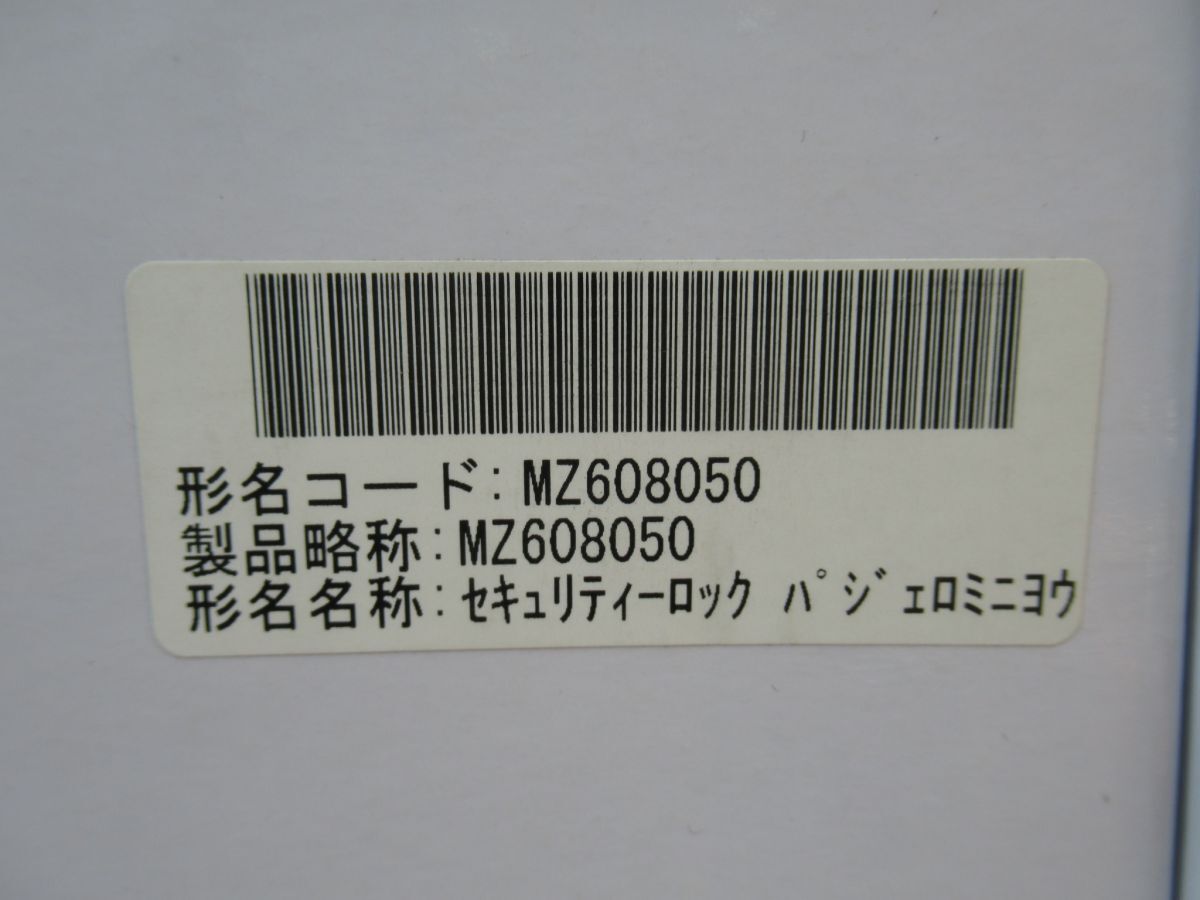 形名コード:MZ608050
製品略称:MZ608050
形名名称:セキュリティーロック パジェロミニヨウ